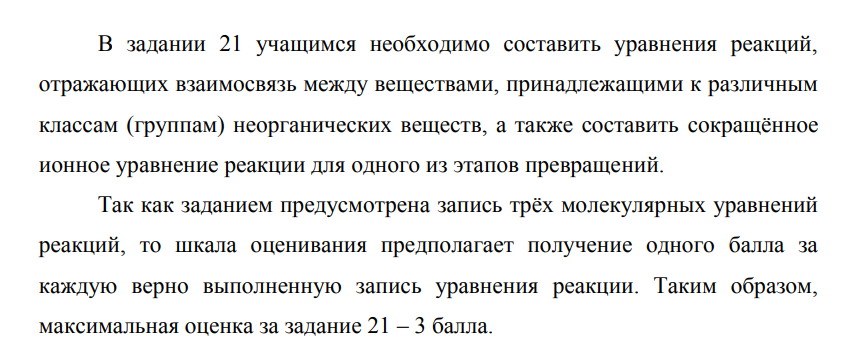 В задании 21 учащимся необходимо составить уравнения реакций,
отражающих взаимосвязь между веществами, принадлежащими к различным
классам (группам) неорганических веществ, а также составить сокращённое
ионное уравнение реакции для одного из этапов превращений.
Так как заданием предусмотрена запись трёх молекулярных уравнений
реакций, то шкала оценивания предполагает получение одного балла за
каждую верно выполненную запись уравнения реакции. Таким образом,
максимальная оценка за задание 21 – 3 балла.